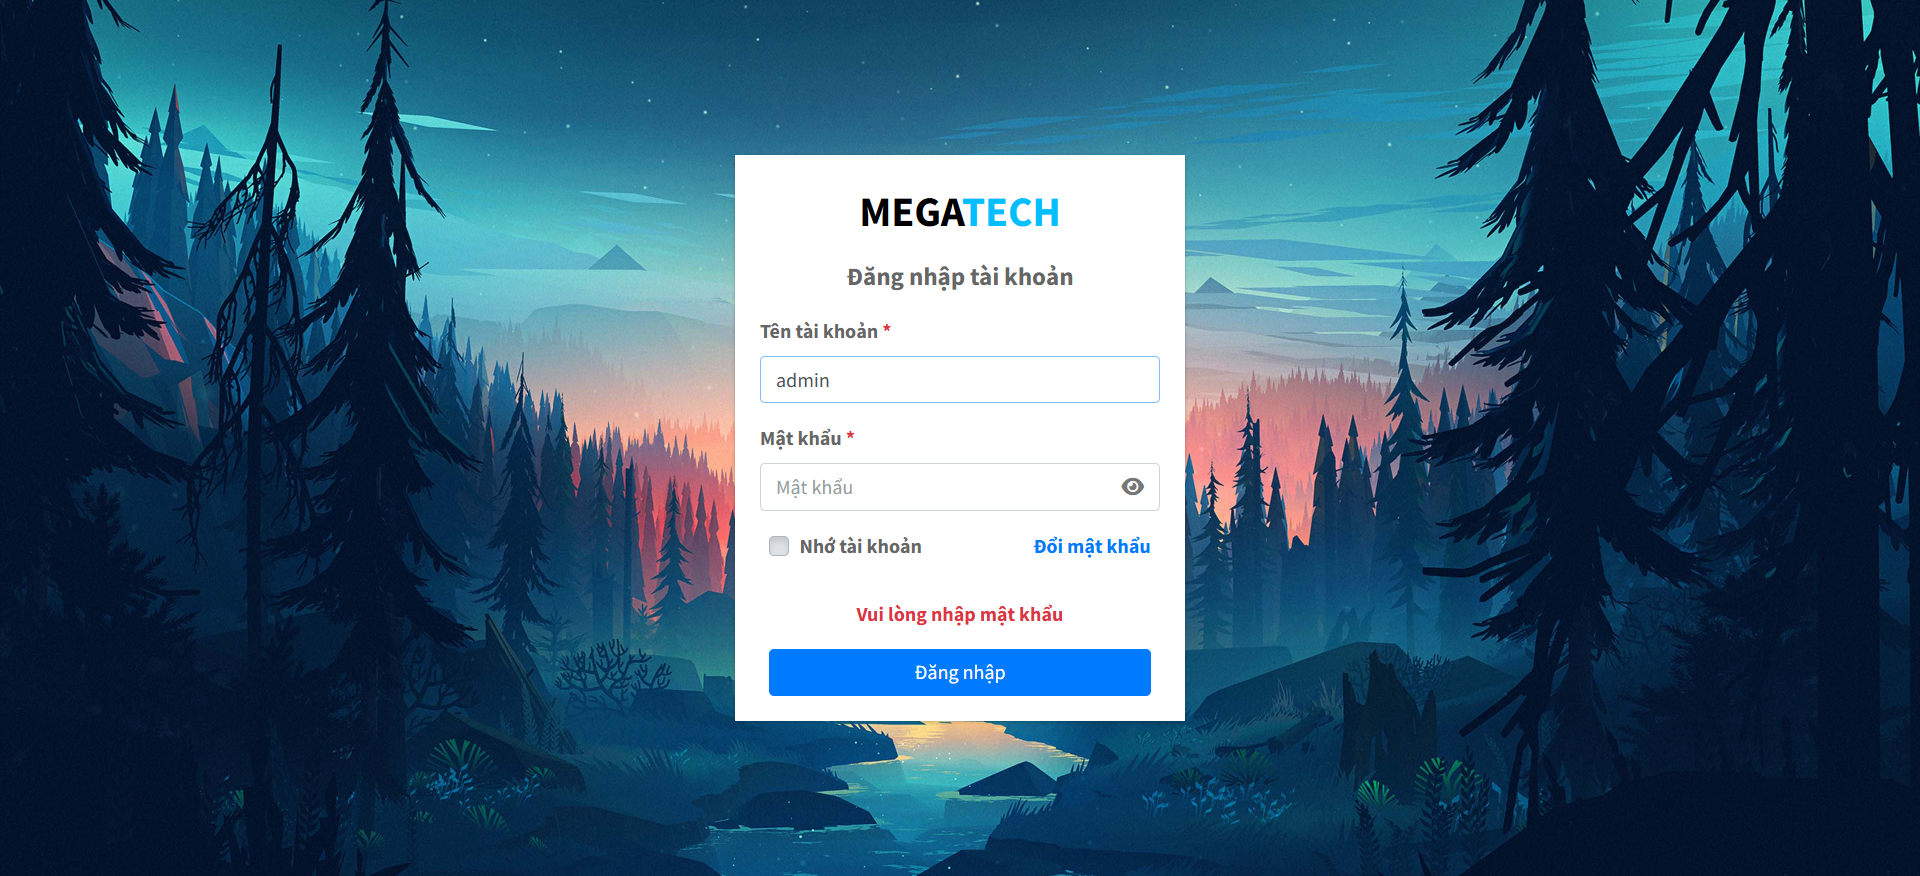 MEGATECH
Đăng nhập tài khoản
Tên tài khoản *
admin
Mật khẩu *
Mật khẩu
Nhớ tài khoản
Đổi mật khẩu
Vui lòng nhập mật khẩu
Đăng nhập